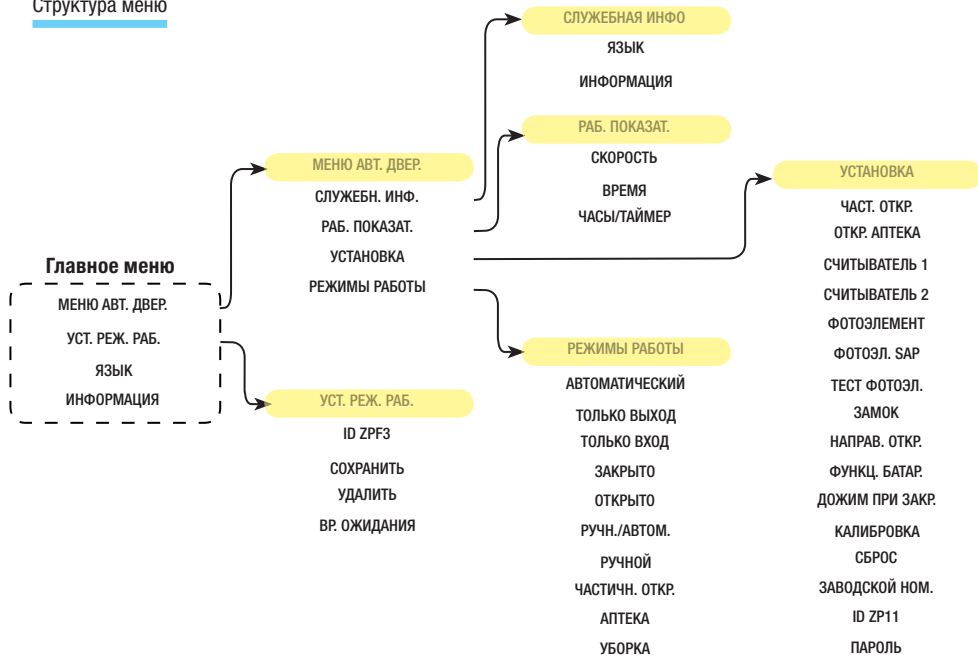 Структура меню
Главное меню
МЕНЮ АВТ. ДВЕР.
УСТ. РЕЖ. РАБ.
ЯЗЫК
ИНФОРМАЦИЯ
МЕНЮ АВТ. ДВЕР.
СЛУЖЕБН. ИНФ.
РАБ. ПОКАЗАТ.
УСТАНОВКА
РЕЖИМЫ РАБОТЫ
УСТ. РЕЖ. РАБ.
ID ZPF3
СОХРАНИТЬ
УДАЛИТЬ
ВР. ОЖИДАНИЯ
СЛУЖЕБНАЯ ИНФО
ЯЗЫК
ИНФОРМАЦИЯ
РАБ. ПОКАЗАТ.
СКОРОСТЬ
ВРЕМЯ
ЧАСЫ/ТАЙМЕР
РЕЖИМЫ РАБОТЫ
АВТОМАТИЧЕСКИЙ
ТОЛЬКО ВЫХОД
ТОЛЬКО ВХОД
ЗАКРЫТО
ОТКРЫТО
РУЧН./АВТОМ.
РУЧНОЙ
ЧАСТИЧН. ОТКР.
АПТЕКА
УБОРКА
УСТАНОВКА
ЧАСТ. ОТКР.
ОТКР. АПТЕКА
СЧИТЫВАТЕЛЬ 1
СЧИТЫВАТЕЛЬ 2
ФОТОЭЛЕМЕНТ
ФОТОЭЛ. SAP
ТЕСТ ФОТОЭЛ.
ЗАМОК
НАПРАВ. ОТКР.
ФУНКЦ. БАТАР.
ДОЖИМ ПРИ ЗАКР.
КАЛИБРОВКА
СБРОС
ЗАВОДСКОЙ НОМ.
ID ZP11
ПАРОЛЬ